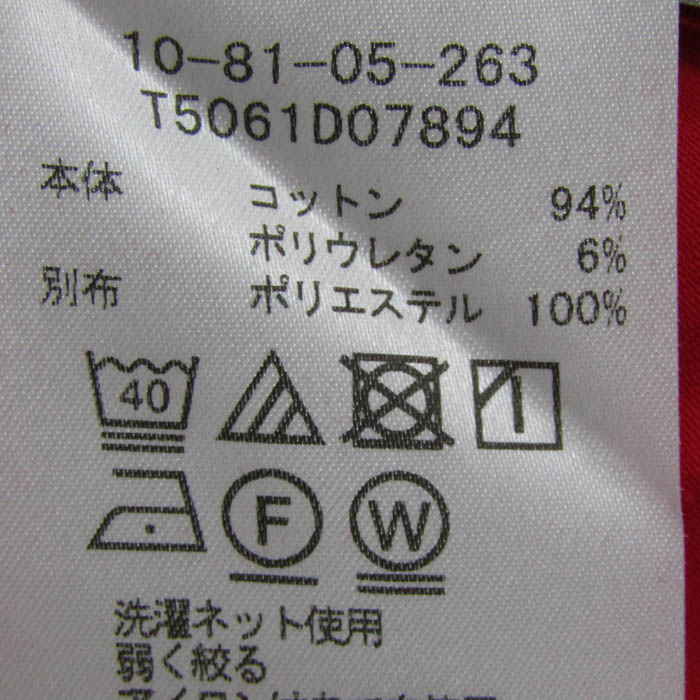 10-81-05-263
T5061D07894
本体 コットン 94%
ポリウレタン 6%
別布 ポリエステル 100%
40
F W
洗濯ネット使用
弱く絞る